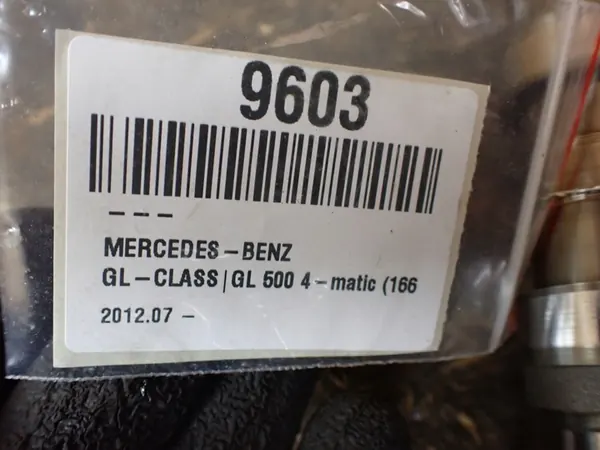 9603
---
MERCEDES-BENZ
GL-CLASS|GL 500 4-matic (166
2012.07 -